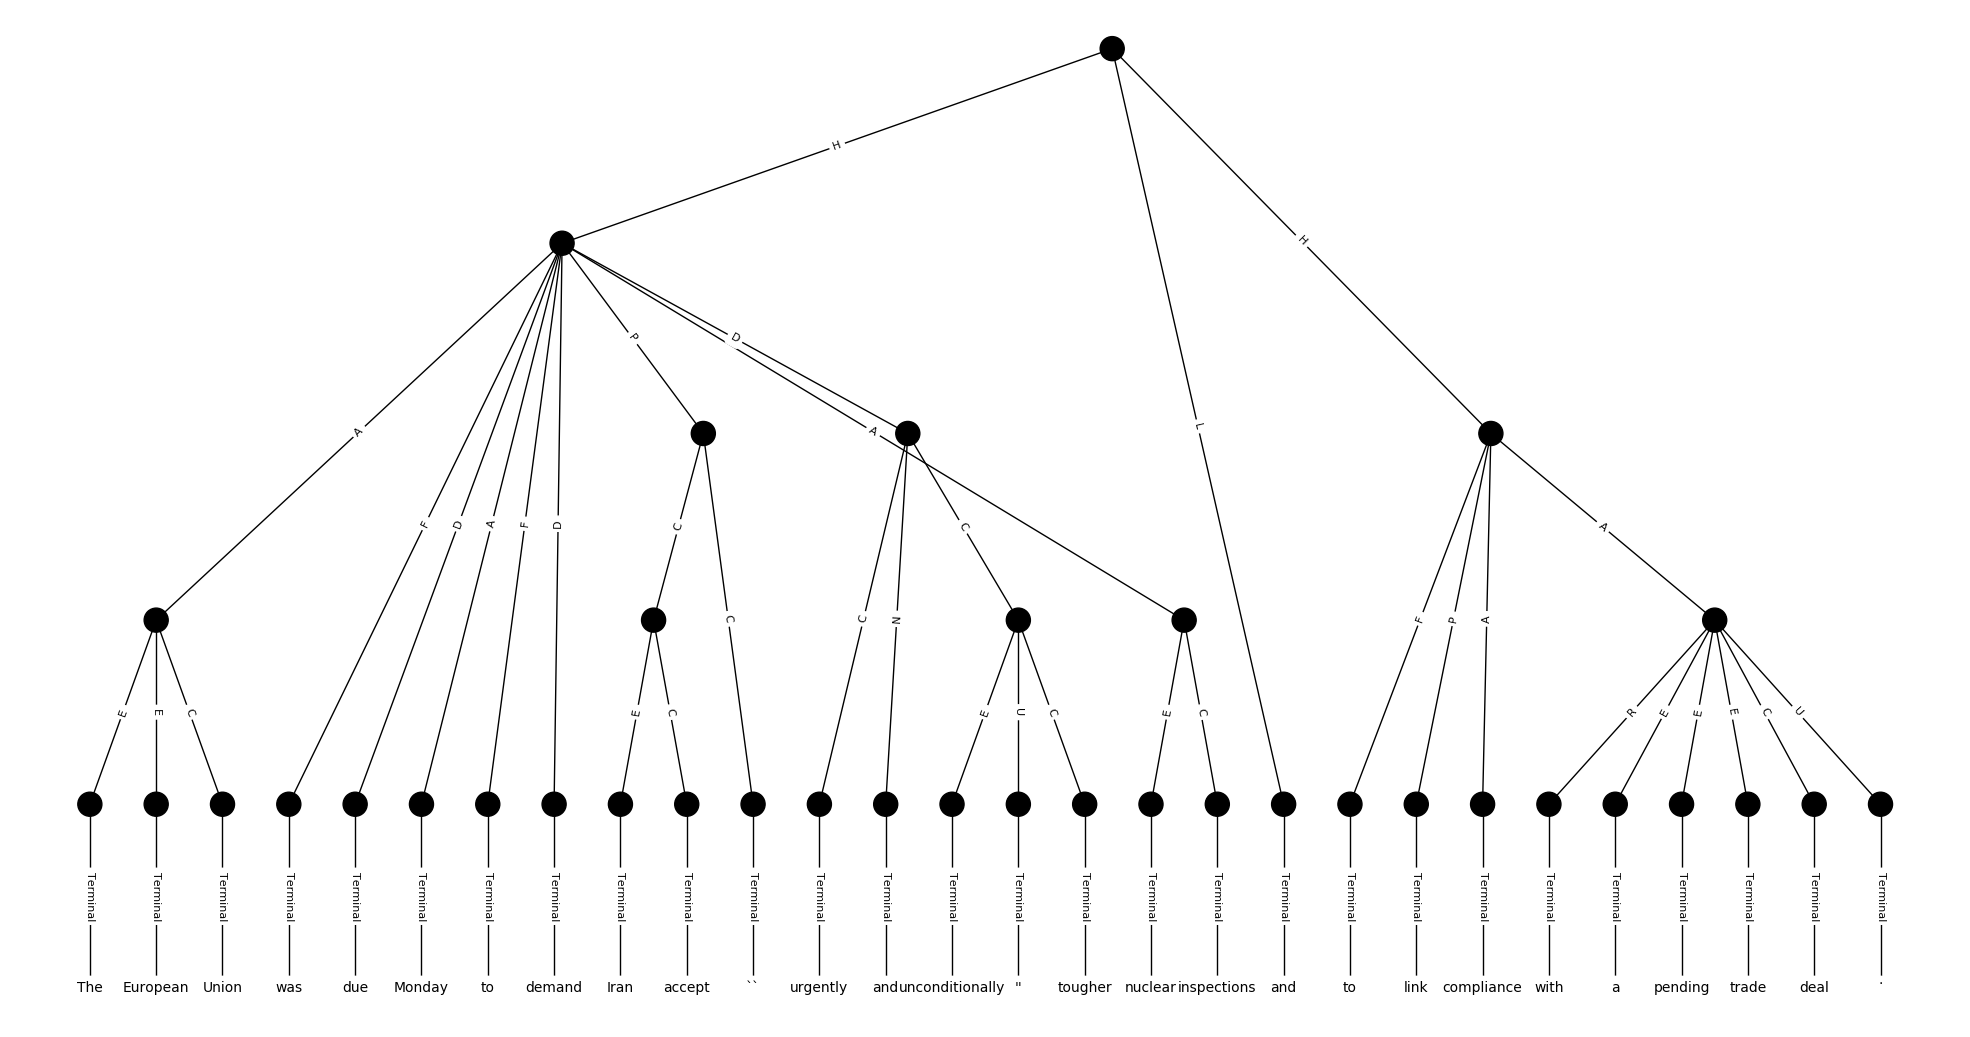 H
H
D
P
L
A
A
F
D
A
F
D
C
A
C
F
P
A
C
C
N
E
E
C
E
C
E
U
C
E
C
R
E
E
E
C
U
Terminal Terminal Terminal Terminal Terminal Terminal Terminal Terminal Terminal Terminal Terminal Terminal Terminal Terminal Terminal Terminal Terminal Terminal Terminal Terminal Terminal Terminal Terminal Terminal Terminal Terminal Terminal Terminal
The European Union was due Monday to demand Iran accept `` urgently and unconditionally " tougher nuclear inspections and to link compliance with a pending trade deal .